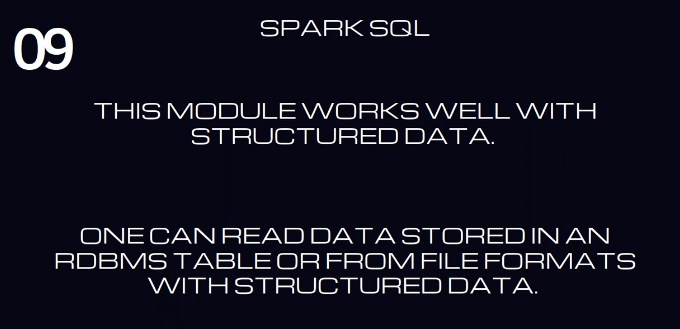 09
SPARK SQL
THIS MODULE WORKS WELL WITH
STRUCTURED DATA.
ONE CAN READ DATA STORED IN AN
RDBMS TABLE OR FROM FILE FORMATS
WITH STRUCTURED DATA.